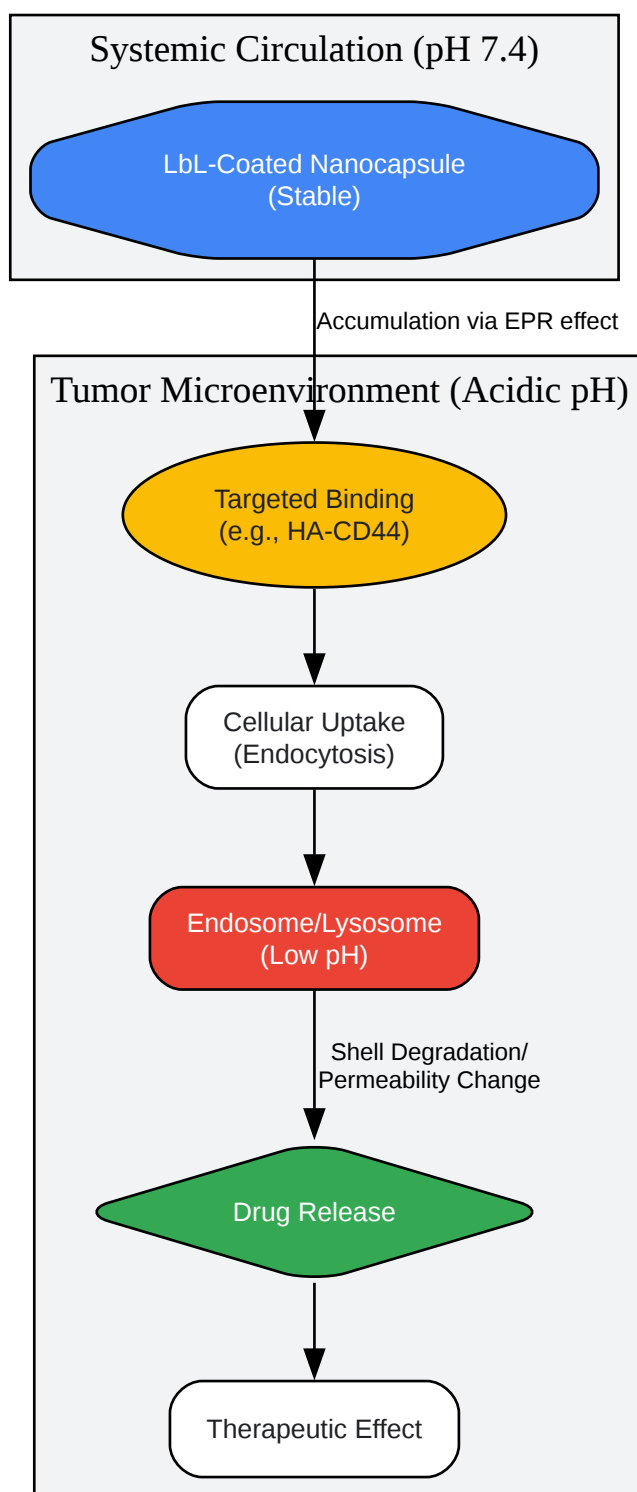 Systemic Circulation (pH 7.4)
LbL-Coated Nanocapsule
(Stable)
Accumulation via EPR effect
Tumor Microenvironment (Acidic pH)
Targeted Binding
(e.g., HA-CD44)
Cellular Uptake
(Endocytosis)
Endosome/Lysosome
(Low pH)
Shell Degradation/
Permeability Change
Drug Release
Therapeutic Effect